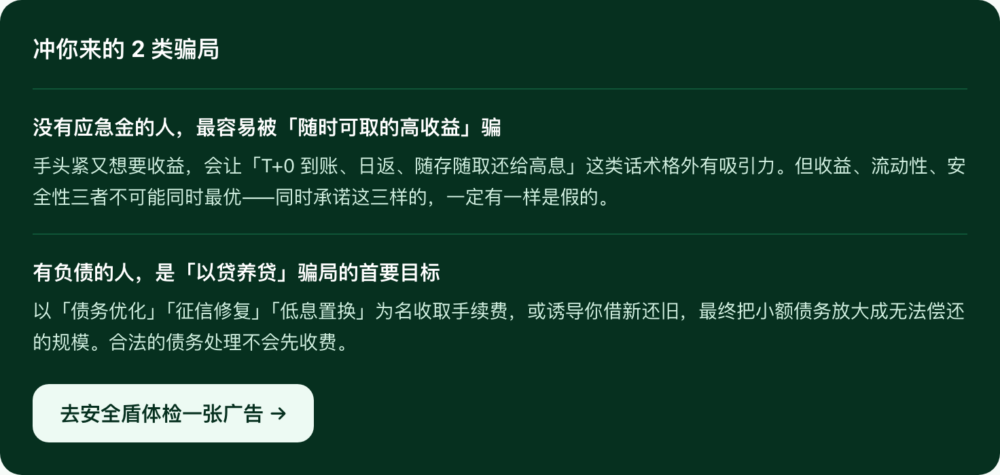 冲你来的 2 类骗局
没有应急金的人，最容易被「随时可取的高收益」骗
手头紧又想要收益，会让「T+0 到账、日返、随存随取还给高息」这类话术格外有吸引力。但收益、流动性、安
全性三者不可能同时最优——同时承诺这三样的，一定有一样是假的。
有负债的人，是「以贷养贷」骗局的首要目标
以「债务优化」「征信修复」「低息置换」为名收取手续费，或诱导你借新还旧，最终把小额债务放大成无法偿还
的规模。合法的债务处理不会先收费。
去安全盾体检一张广告 →